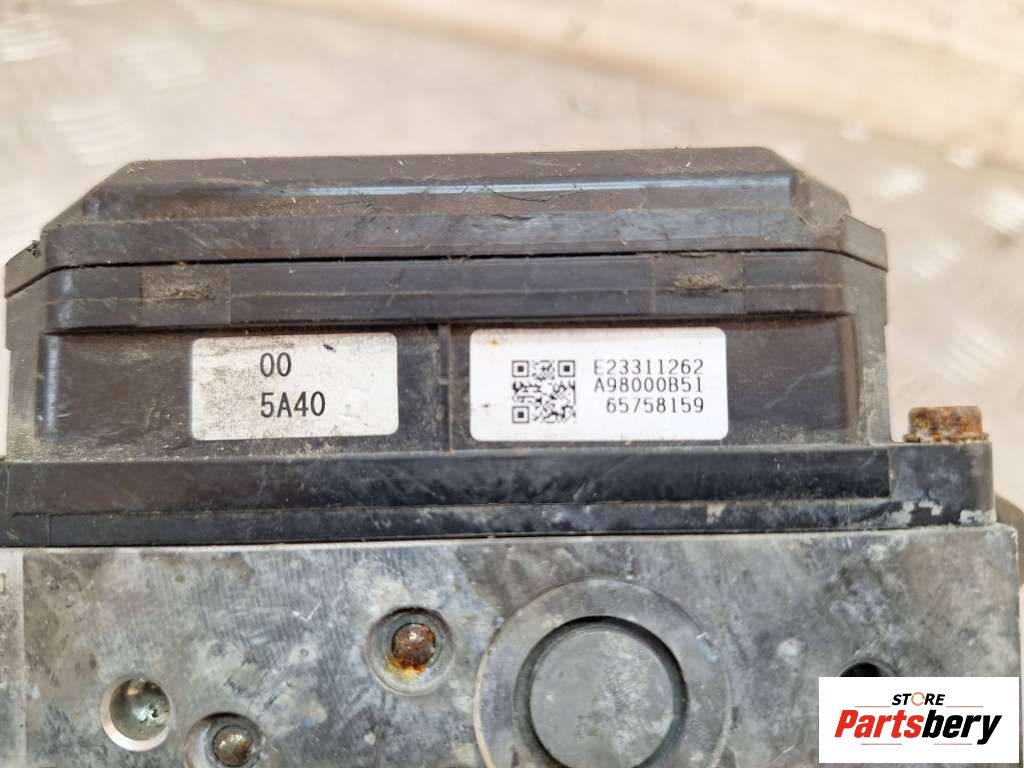 00
5A40
E23311262
A98000B51
65758159
STORE
Partsbery